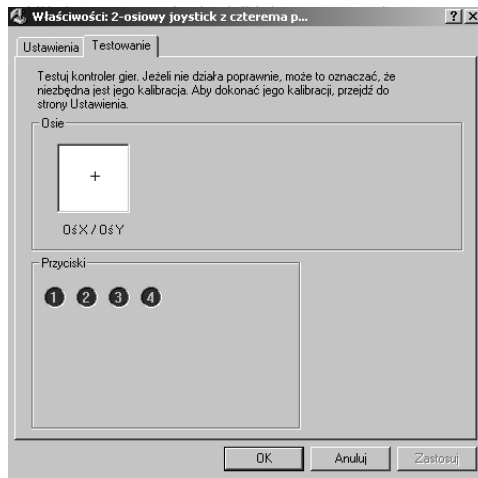 Właściwości: 2-osiowy joystick z czterema p...
Ustawienia Testowanie
Testuj kontroler gier. Jeżeli nie działa poprawnie, może to oznaczać, że
niezbędna jest jego kalibracja. Aby dokonać jego kalibracji, przejdź do
strony Ustawienia.
Osie
Oś X / Oś Y
Przyciski
1 2 3 4
OK Anuluj Zastosuj